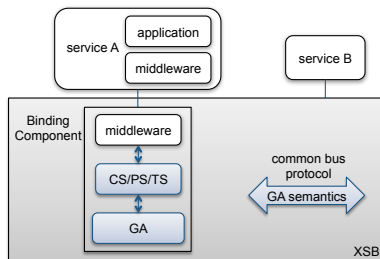 service A
application
middleware
service B
Binding
Component
middleware
CS/PS/TS
GA
common bus
protocol
GA semantics
XSB